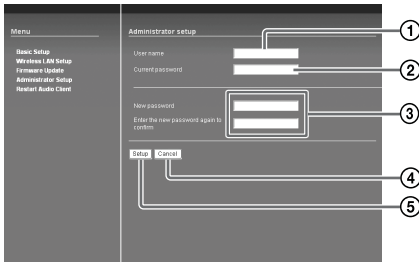 Menu
Basic Setup
Wireless LAN Setup
Firmware Update
Administrator Setup
Restart Audio Client
Administrator setup
User name
Current password
New password
Enter the new password again to
confirm
Setup Cancel
1
2
3
4
5